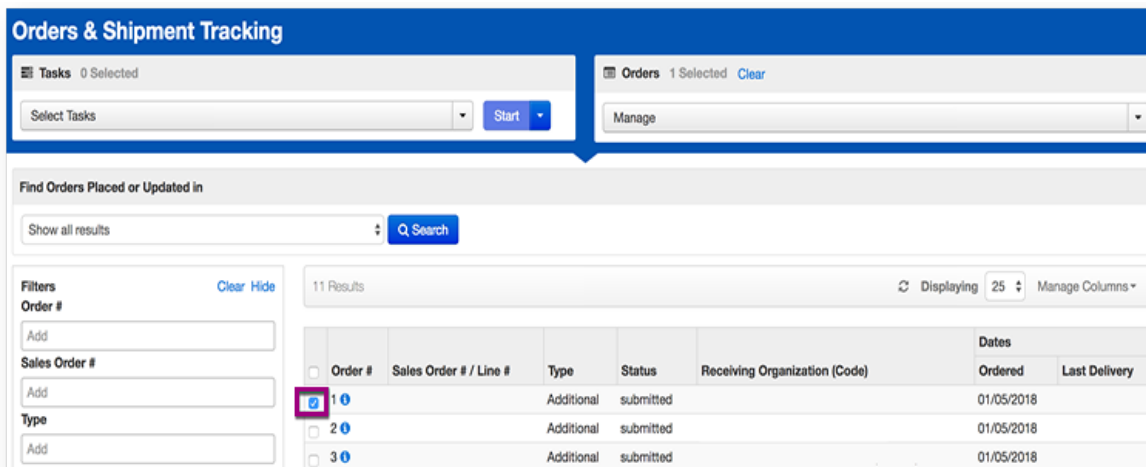 Orders & Shipment Tracking
Tasks 0 Selected
Orders 1 Selected Clear
Select Tasks
Start
Manage
Find Orders Placed or Updated in
Show all results
Search
Filters Clear Hide
11 Results
Displaying 25 Manage Columns
Order #
Add
Sales Order #
Add
Type
Add
Dates
Order # Sales Order # / Line # Type Status Receiving Organization (Code) Ordered Last Delivery
1 Additional submitted 01/05/2018
2 Additional submitted 01/05/2018
3 Additional submitted 01/05/2018